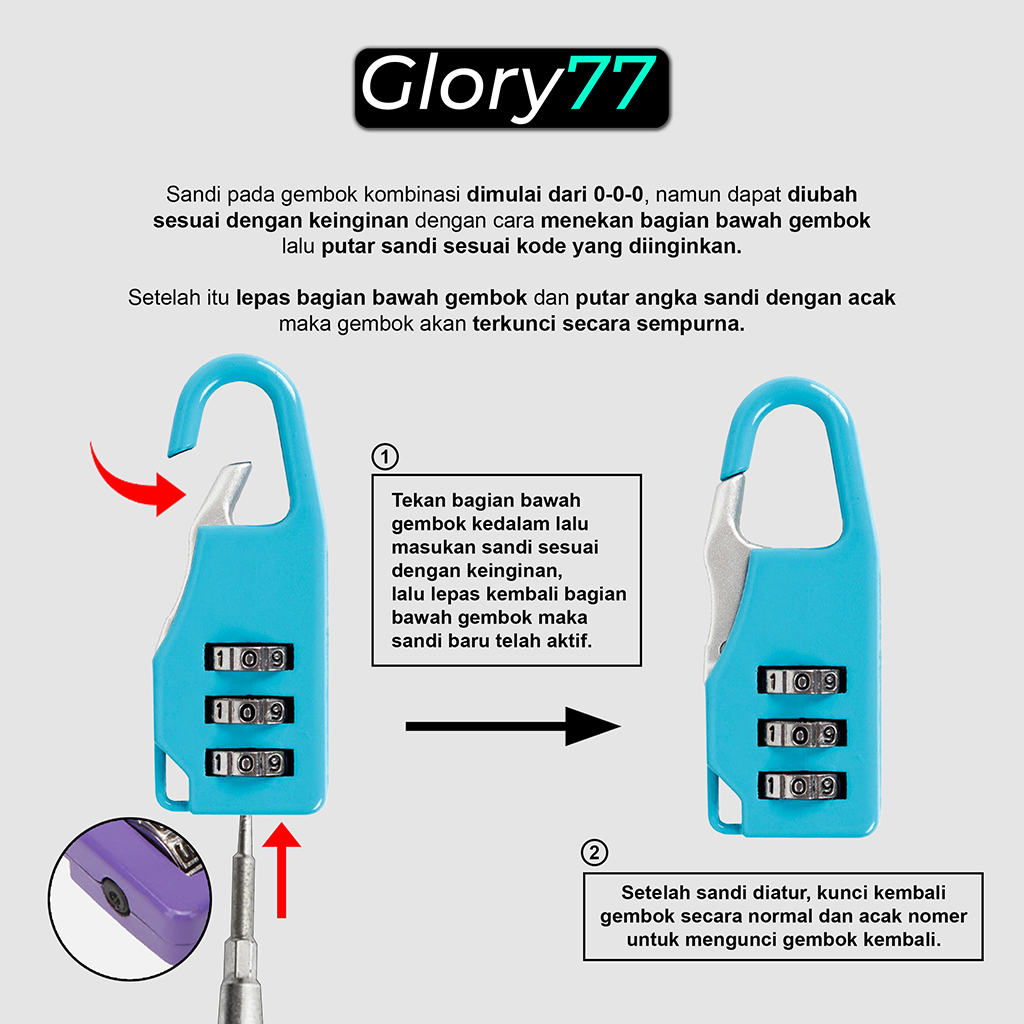 Glory77
Sandi pada gembok kombinasi dimulai dari 0-0-0, namun dapat diubah
sesuai dengan keinginan dengan cara menekan bagian bawah gembok
lalu putar sandi sesuai kode yang diinginkan.
Setelah itu lepas bagian bawah gembok dan putar angka sandi dengan acak
maka gembok akan terkunci secara sempurna.
1
Tekan bagian bawah
gembok kedalam lalu
masukan sandi sesuai
dengan keinginan,
lalu lepas kembali bagian
bawah gembok maka
sandi baru telah aktif.
1 0 9
1 0 9
1 0 9
1 0 9
1 0 9
1 0 9
2
Setelah sandi diatur, kunci kembali
gembok secara normal dan acak nomer
untuk mengunci gembok kembali.